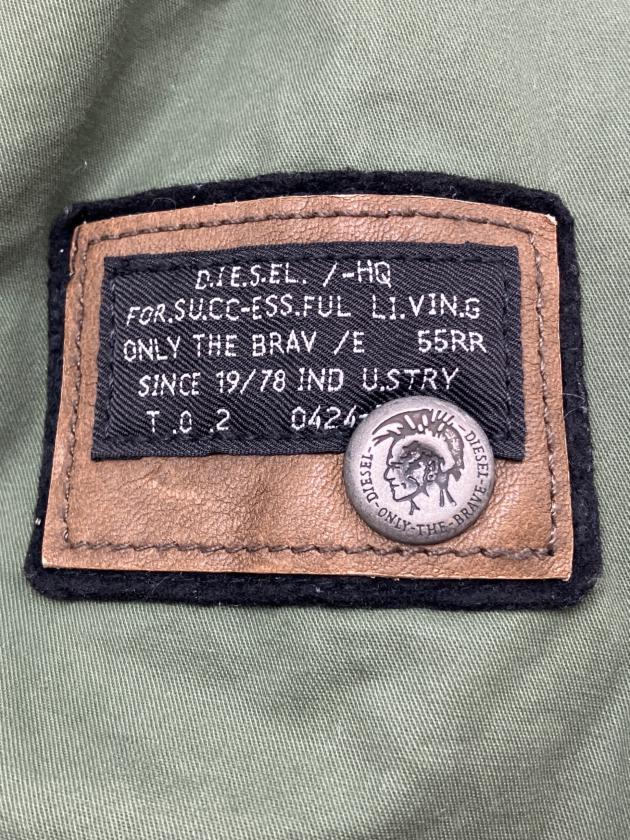 D.I.E.S.EL. /-HQ
FOR.SU.CC-ESS.FUL LI.VIN.G
ONLY THE BRAV /E 55RR
SINCE 19/78 IND U.STRY
T .0 .2 0424-
DIESEL-
-DIESEL
-ONLY-THE-BRAVE-